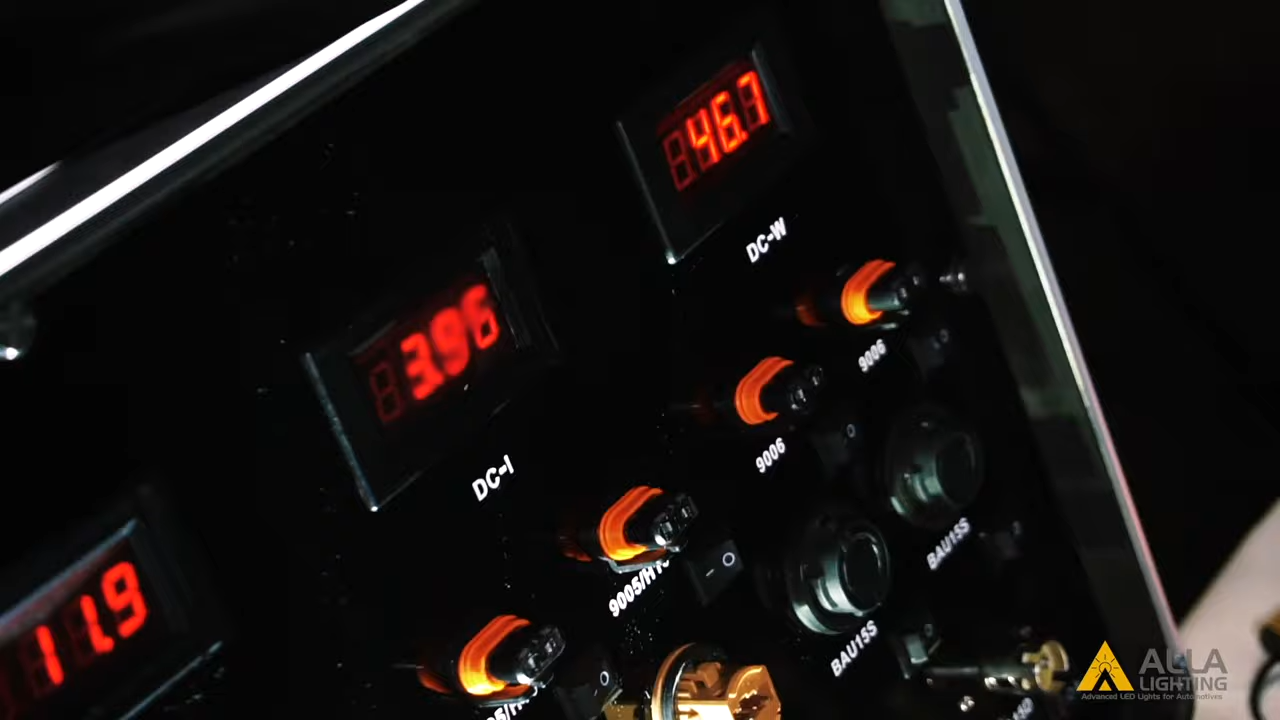 46.7
DC-W
3.96
DC-I
11.9
9006
9006
9005/H1
BAU15S
BAU15S
ALLA
LIGHTING
Advanced LED Lights for Automotives